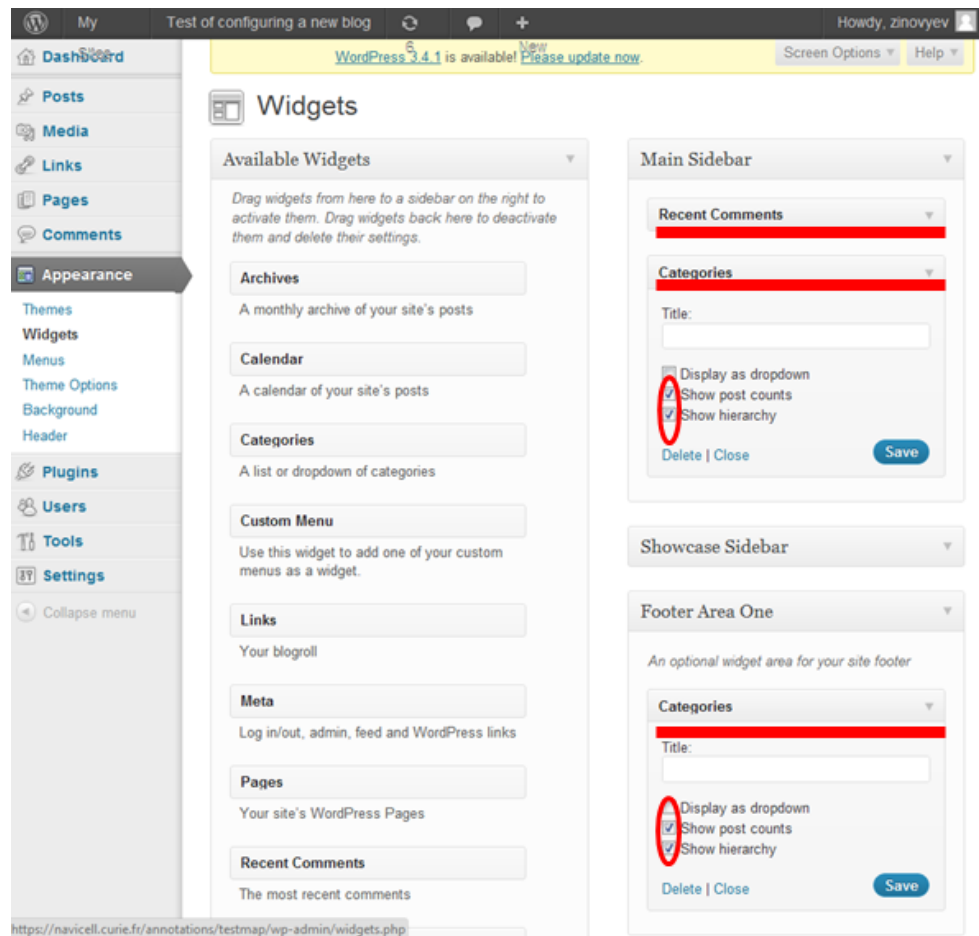 My Sites
Test of configuring a new blog
6
New
Howdy, zinovyev
WordPress 3.4.1 is available! Please update now.
Screen Options
Help
Dashboard
Posts
Media
Links
Pages
Comments
Appearance
Themes
Widgets
Menus
Theme Options
Background
Header
Plugins
Users
Tools
Settings
Collapse menu
Widgets
Available Widgets
Drag widgets from here to a sidebar on the right to
activate them. Drag widgets back here to deactivate
them and delete their settings.
Archives
A monthly archive of your site's posts
Calendar
A calendar of your site's posts
Categories
A list or dropdown of categories
Custom Menu
Use this widget to add one of your custom
menus as a widget.
Links
Your blogroll
Meta
Log in/out, admin, feed and WordPress links
Pages
Your site's WordPress Pages
Recent Comments
The most recent comments
Main Sidebar
Recent Comments
Categories
Title:
Display as dropdown
Show post counts
Show hierarchy
Delete | Close
Save
Showcase Sidebar
Footer Area One
An optional widget area for your site footer
Categories
Title:
Display as dropdown
Show post counts
Show hierarchy
Delete | Close
Save
https://navicell.curie.fr/annotations/testmap/wp-admin/widgets.php